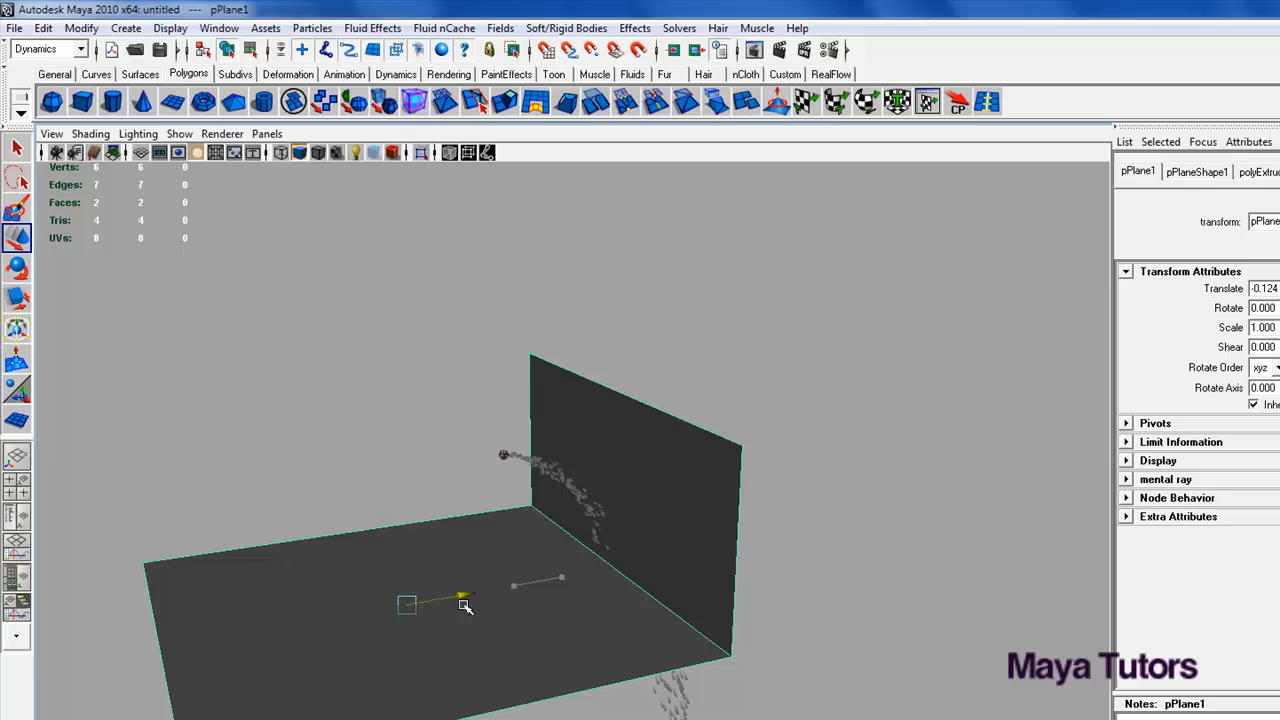 Autodesk Maya 2010 x64: untitled --- pPlane1
File Edit Modify Create Display Window Assets Particles Fluid Effects Fluid nCache Fields Soft/Rigid Bodies Effects Solvers Hair Muscle Help
Dynamics
General Curves Surfaces Polygons Subdivs Deformation Animation Dynamics Rendering PaintEffects Toon Muscle Fluids Fur Hair nCloth Custom RealFlow
CP
View Shading Lighting Show Renderer Panels
List Selected Focus Attributes
Verts: 6 6 0
Edges: 7 7 0
Faces: 2 2 0
Tris: 4 4 0
UVs: 8 8 0
pPlane1 pPlaneShape1 polyExtru
transform: pPlane
Transform Attributes
Translate -0.124
Rotate 0.000
Scale 1.000
Shear 0.000
Rotate Order xyz
Rotate Axis 0.000
Inhe
Pivots
Limit Information
Display
mental ray
Node Behavior
Extra Attributes
Maya Tutors
Notes: pPlane1